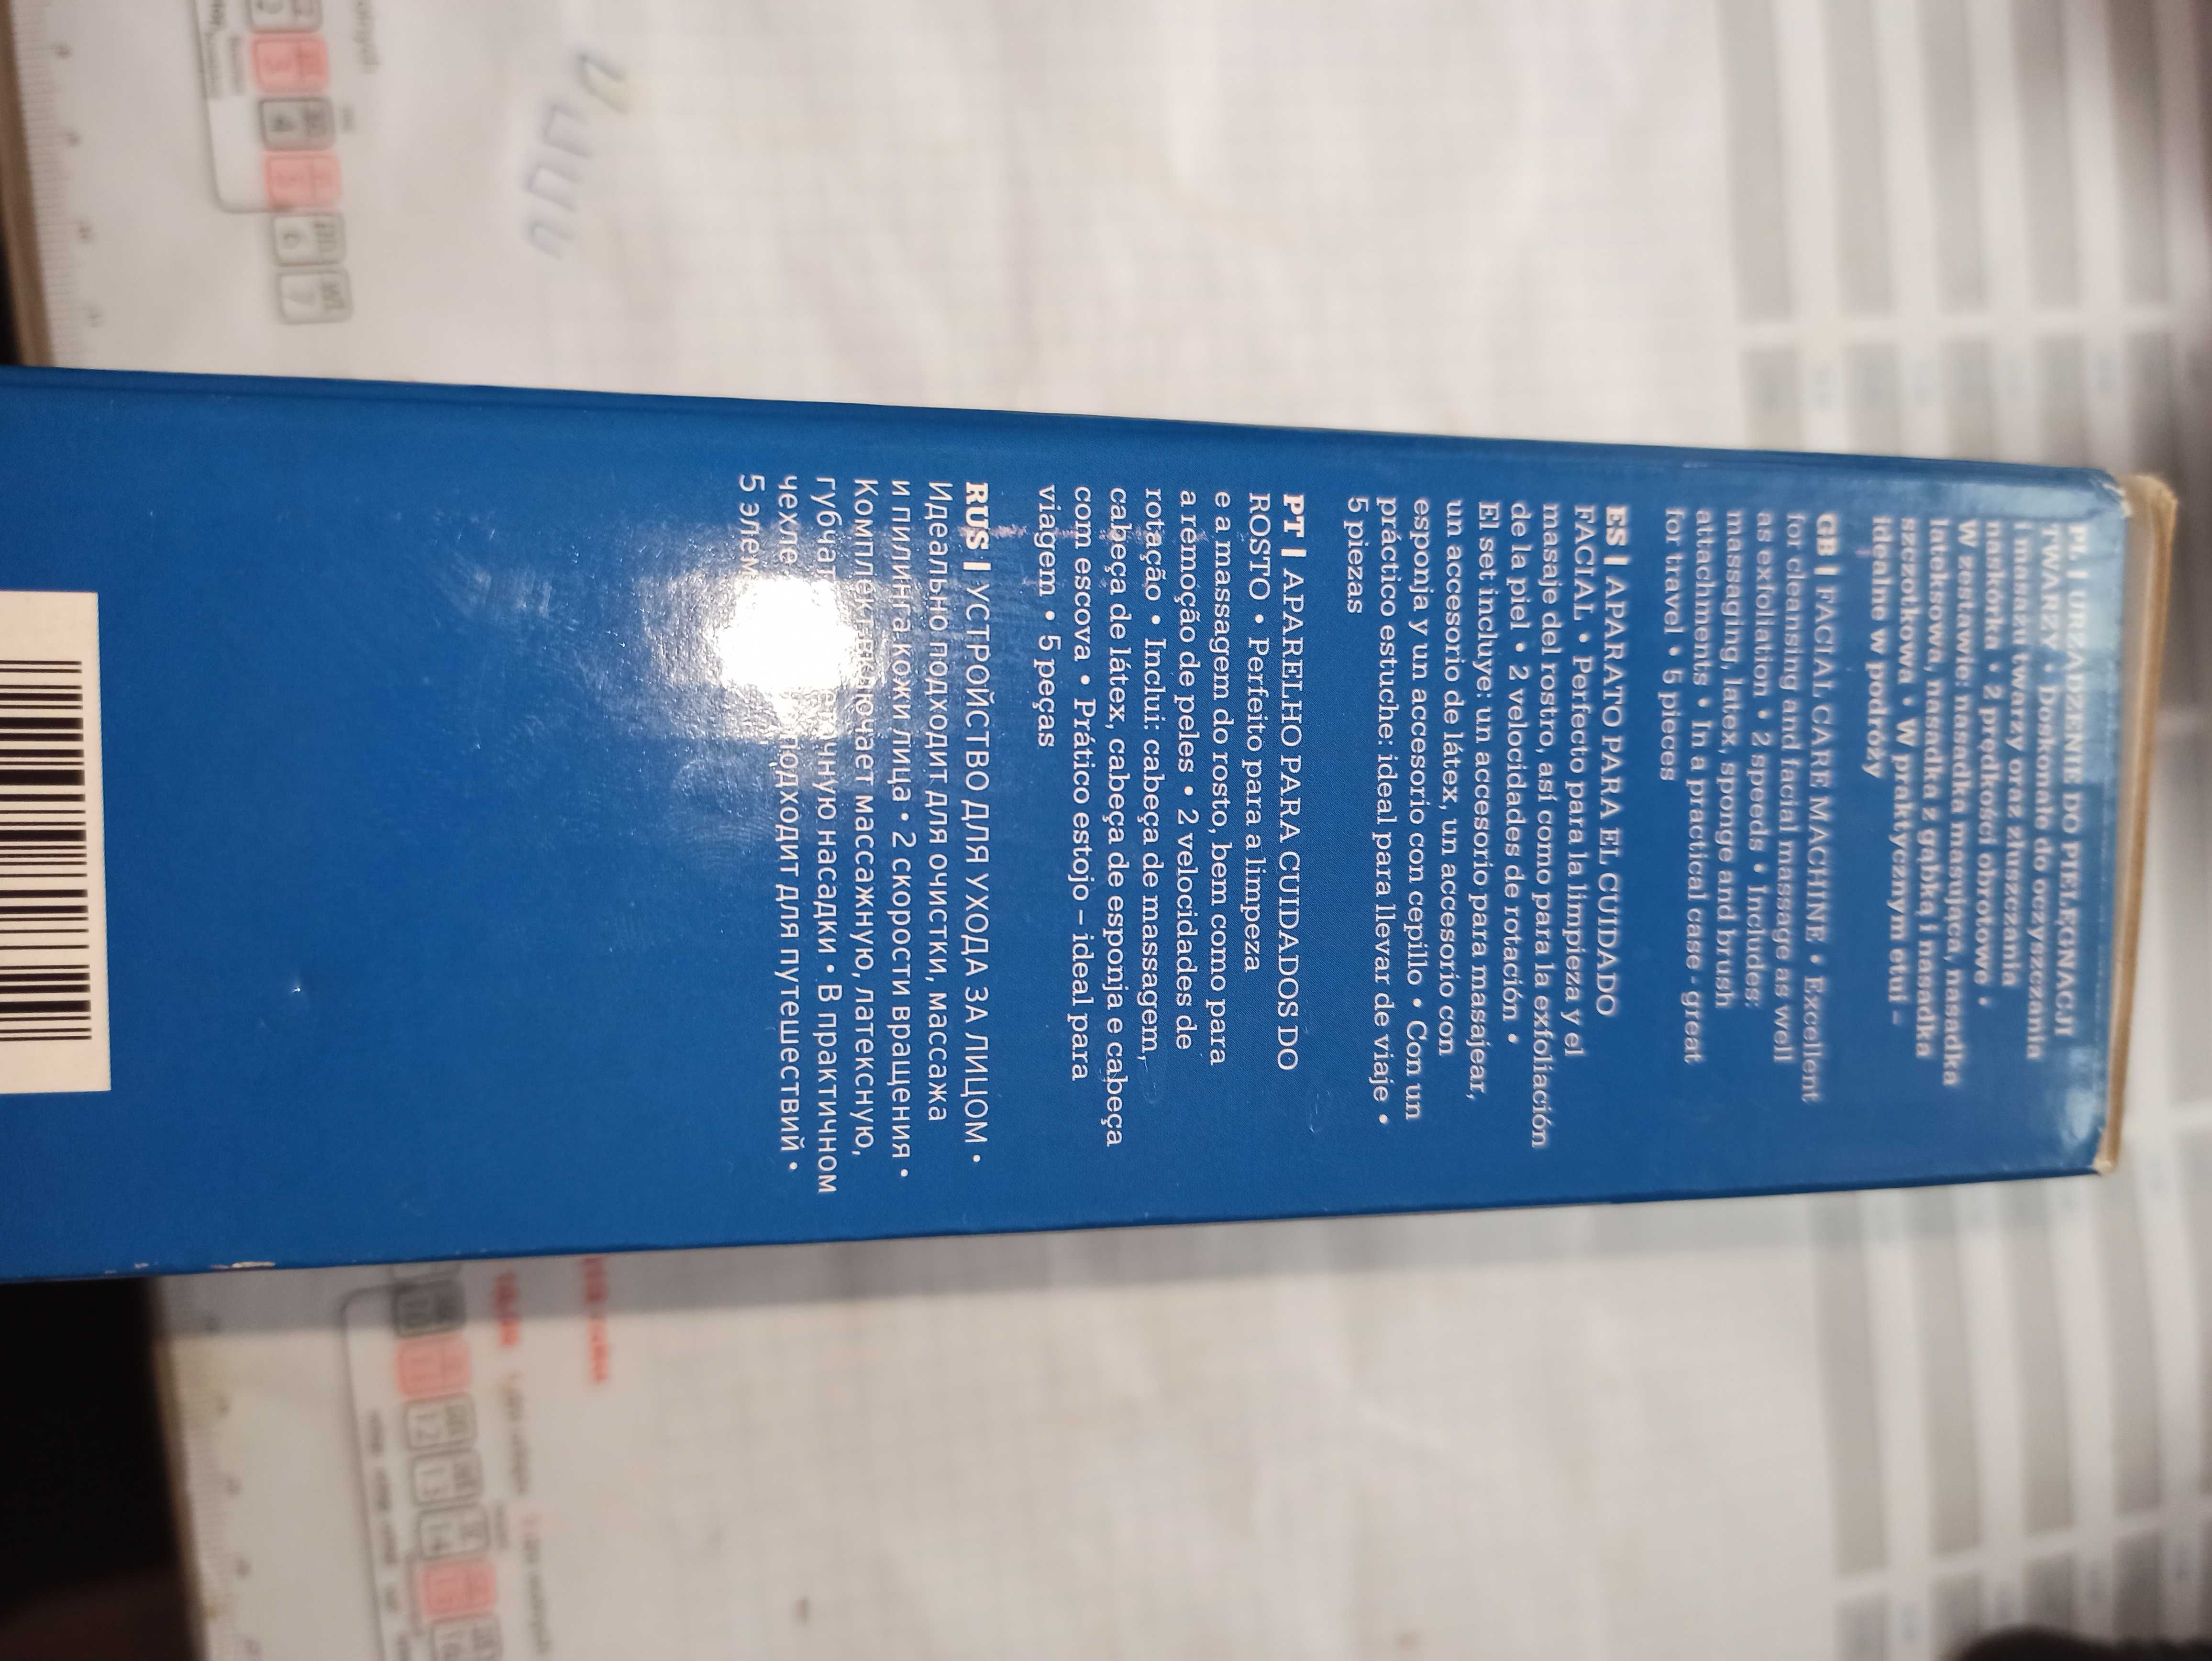 PL | URZĄDZENIE DO PIELĘGNACJI
TWARZY • Doskonałe do oczyszczania
i masażu twarzy oraz złuszczania
naskórka • 2 prędkości obrotowe •
W zestawie: nasadka masująca, nasadka
lateksowa, nasadka z gąbką i nasadka
szczotkowa • W praktycznym etui –
idealne w podróży
GB | FACIAL CARE MACHINE • Excellent
for cleansing and facial massage as well
as exfoliation • 2 speeds • Includes:
massaging, latex, sponge and brush
attachments • In a practical case - great
for travel • 5 pieces
ES | APARATO PARA EL CUIDADO
FACIAL • Perfecto para la limpieza y el
masaje del rostro, así como para la exfoliación
de la piel • 2 velocidades de rotación •
El set incluye: un accesorio para masajear,
un accesorio de látex, un accesorio con
esponja y un accesorio con cepillo • Con un
práctico estuche: ideal para llevar de viaje •
5 piezas
PT | APARELHO PARA CUIDADOS DO
ROSTO • Perfeito para a limpeza
e a massagem do rosto, bem como para
a remoção de peles • 2 velocidades de
rotação • Inclui: cabeça de massagem,
cabeça de látex, cabeça de esponja e cabeça
com escova • Prático estojo – ideal para
viagem • 5 peças
RUS | УСТРОЙСТВО ДЛЯ УХОДА ЗА ЛИЦОМ •
Идеально подходит для очистки, массажа
и пилинга кожи лица • 2 скорости вращения •
Комплект включает массажную, латексную,
насадки • В практичном
чехле подходит для путешествий •
5
3
4
6
7
12
13
14